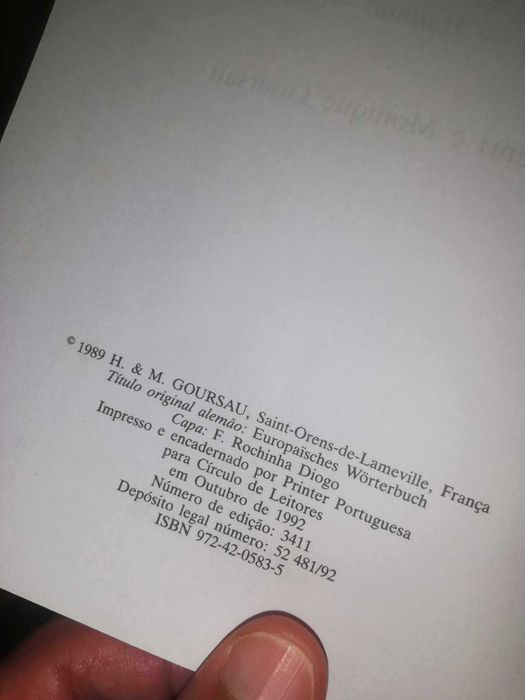 © 1989 H. & M. GOURSAU, Saint-Orens-de-Lameville, França
Título original alemão: Europaïsches Wörterbuch
Capa: F. Rochinha Diogo
Impresso e encadernado por Printer Portuguesa
para Círculo de Leitores
em Outubro de 1992
Número de edição: 3411
Depósito legal número: 52 481/92
ISBN 972-42-0583-5